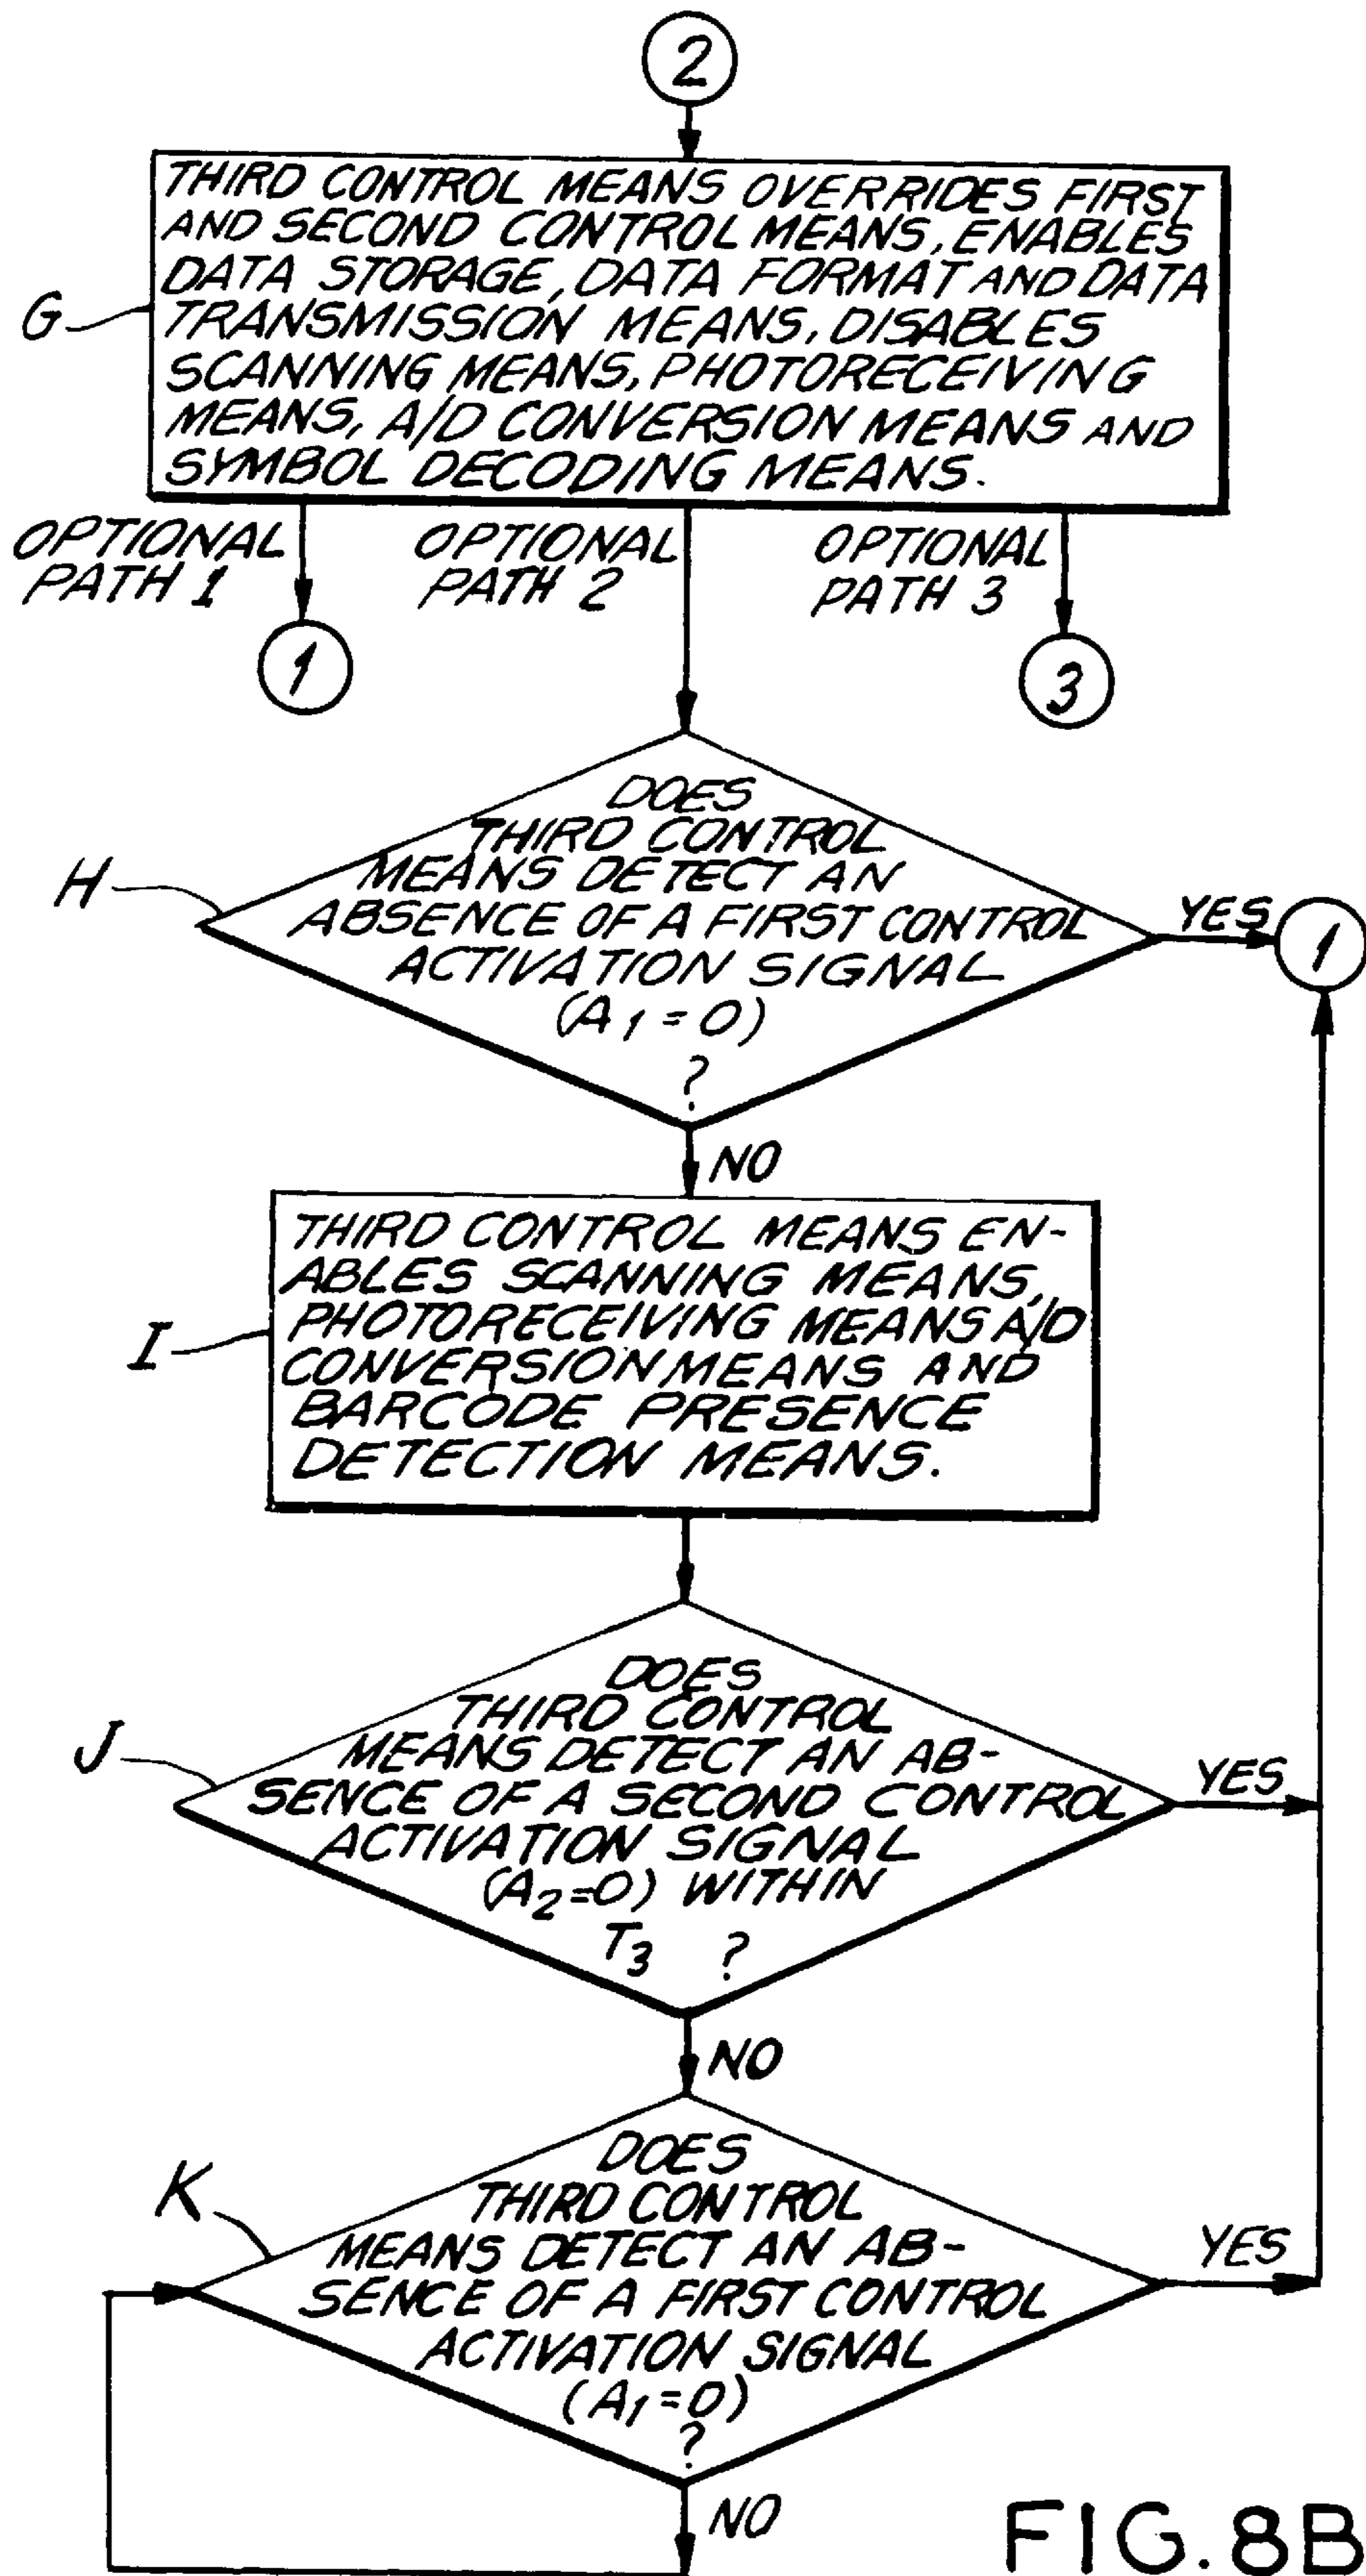 2
THIRD CONTROL MEANS OVERRIDES FIRST
AND SECOND CONTROL MEANS, ENABLES
DATA STORAGE, DATA FORMAT AND DATA
TRANSMISSION MEANS, DISABLES
SCANNING MEANS, PHOTORECEIVING
MEANS, A/D CONVERSION MEANS AND
SYMBOL DECODING MEANS.
G
OPTIONAL
PATH 1
OPTIONAL
PATH 2
OPTIONAL
PATH 3
1
3
DOES
THIRD CONTROL
MEANS DETECT AN
ABSENCE OF A FIRST CONTROL
ACTIVATION SIGNAL
(A1 = 0)
?
H
YES
1
NO
THIRD CONTROL MEANS EN-
ABLES SCANNING MEANS,
PHOTORECEIVING MEANS A/D
CONVERSION MEANS AND
BARCODE PRESENCE
DETECTION MEANS.
I
DOES
THIRD CONTROL
MEANS DETECT AN AB-
SENCE OF A SECOND CONTROL
ACTIVATION SIGNAL
(A2=0) WITHIN
T3 ?
J
YES
NO
DOES
THIRD CONTROL
MEANS DETECT AN AB-
SENCE OF A FIRST CONTROL
ACTIVATION SIGNAL
(A1=0)
?
K
YES
NO
FIG. 8B